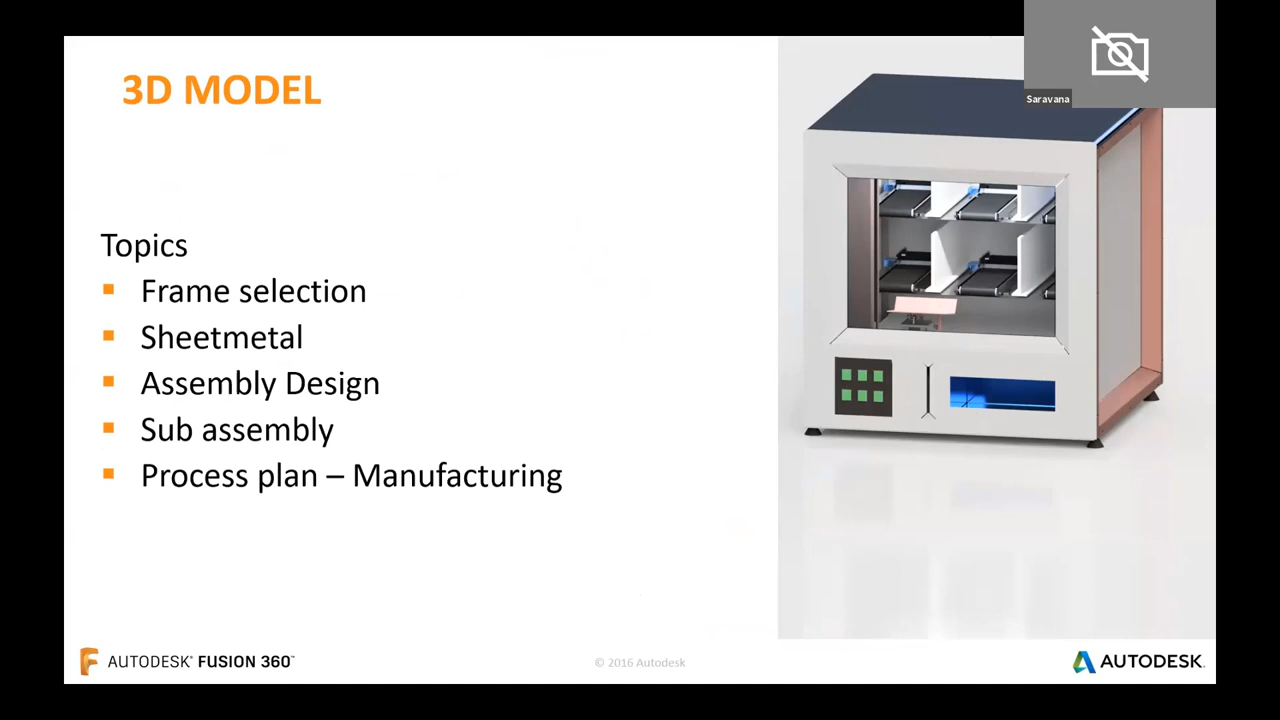 3D MODEL
Saravana
Topics
Frame selection
Sheetmetal
Assembly Design
Sub assembly
Process plan – Manufacturing
AUTODESK® FUSION 360™
© 2016 Autodesk
AUTODESK.